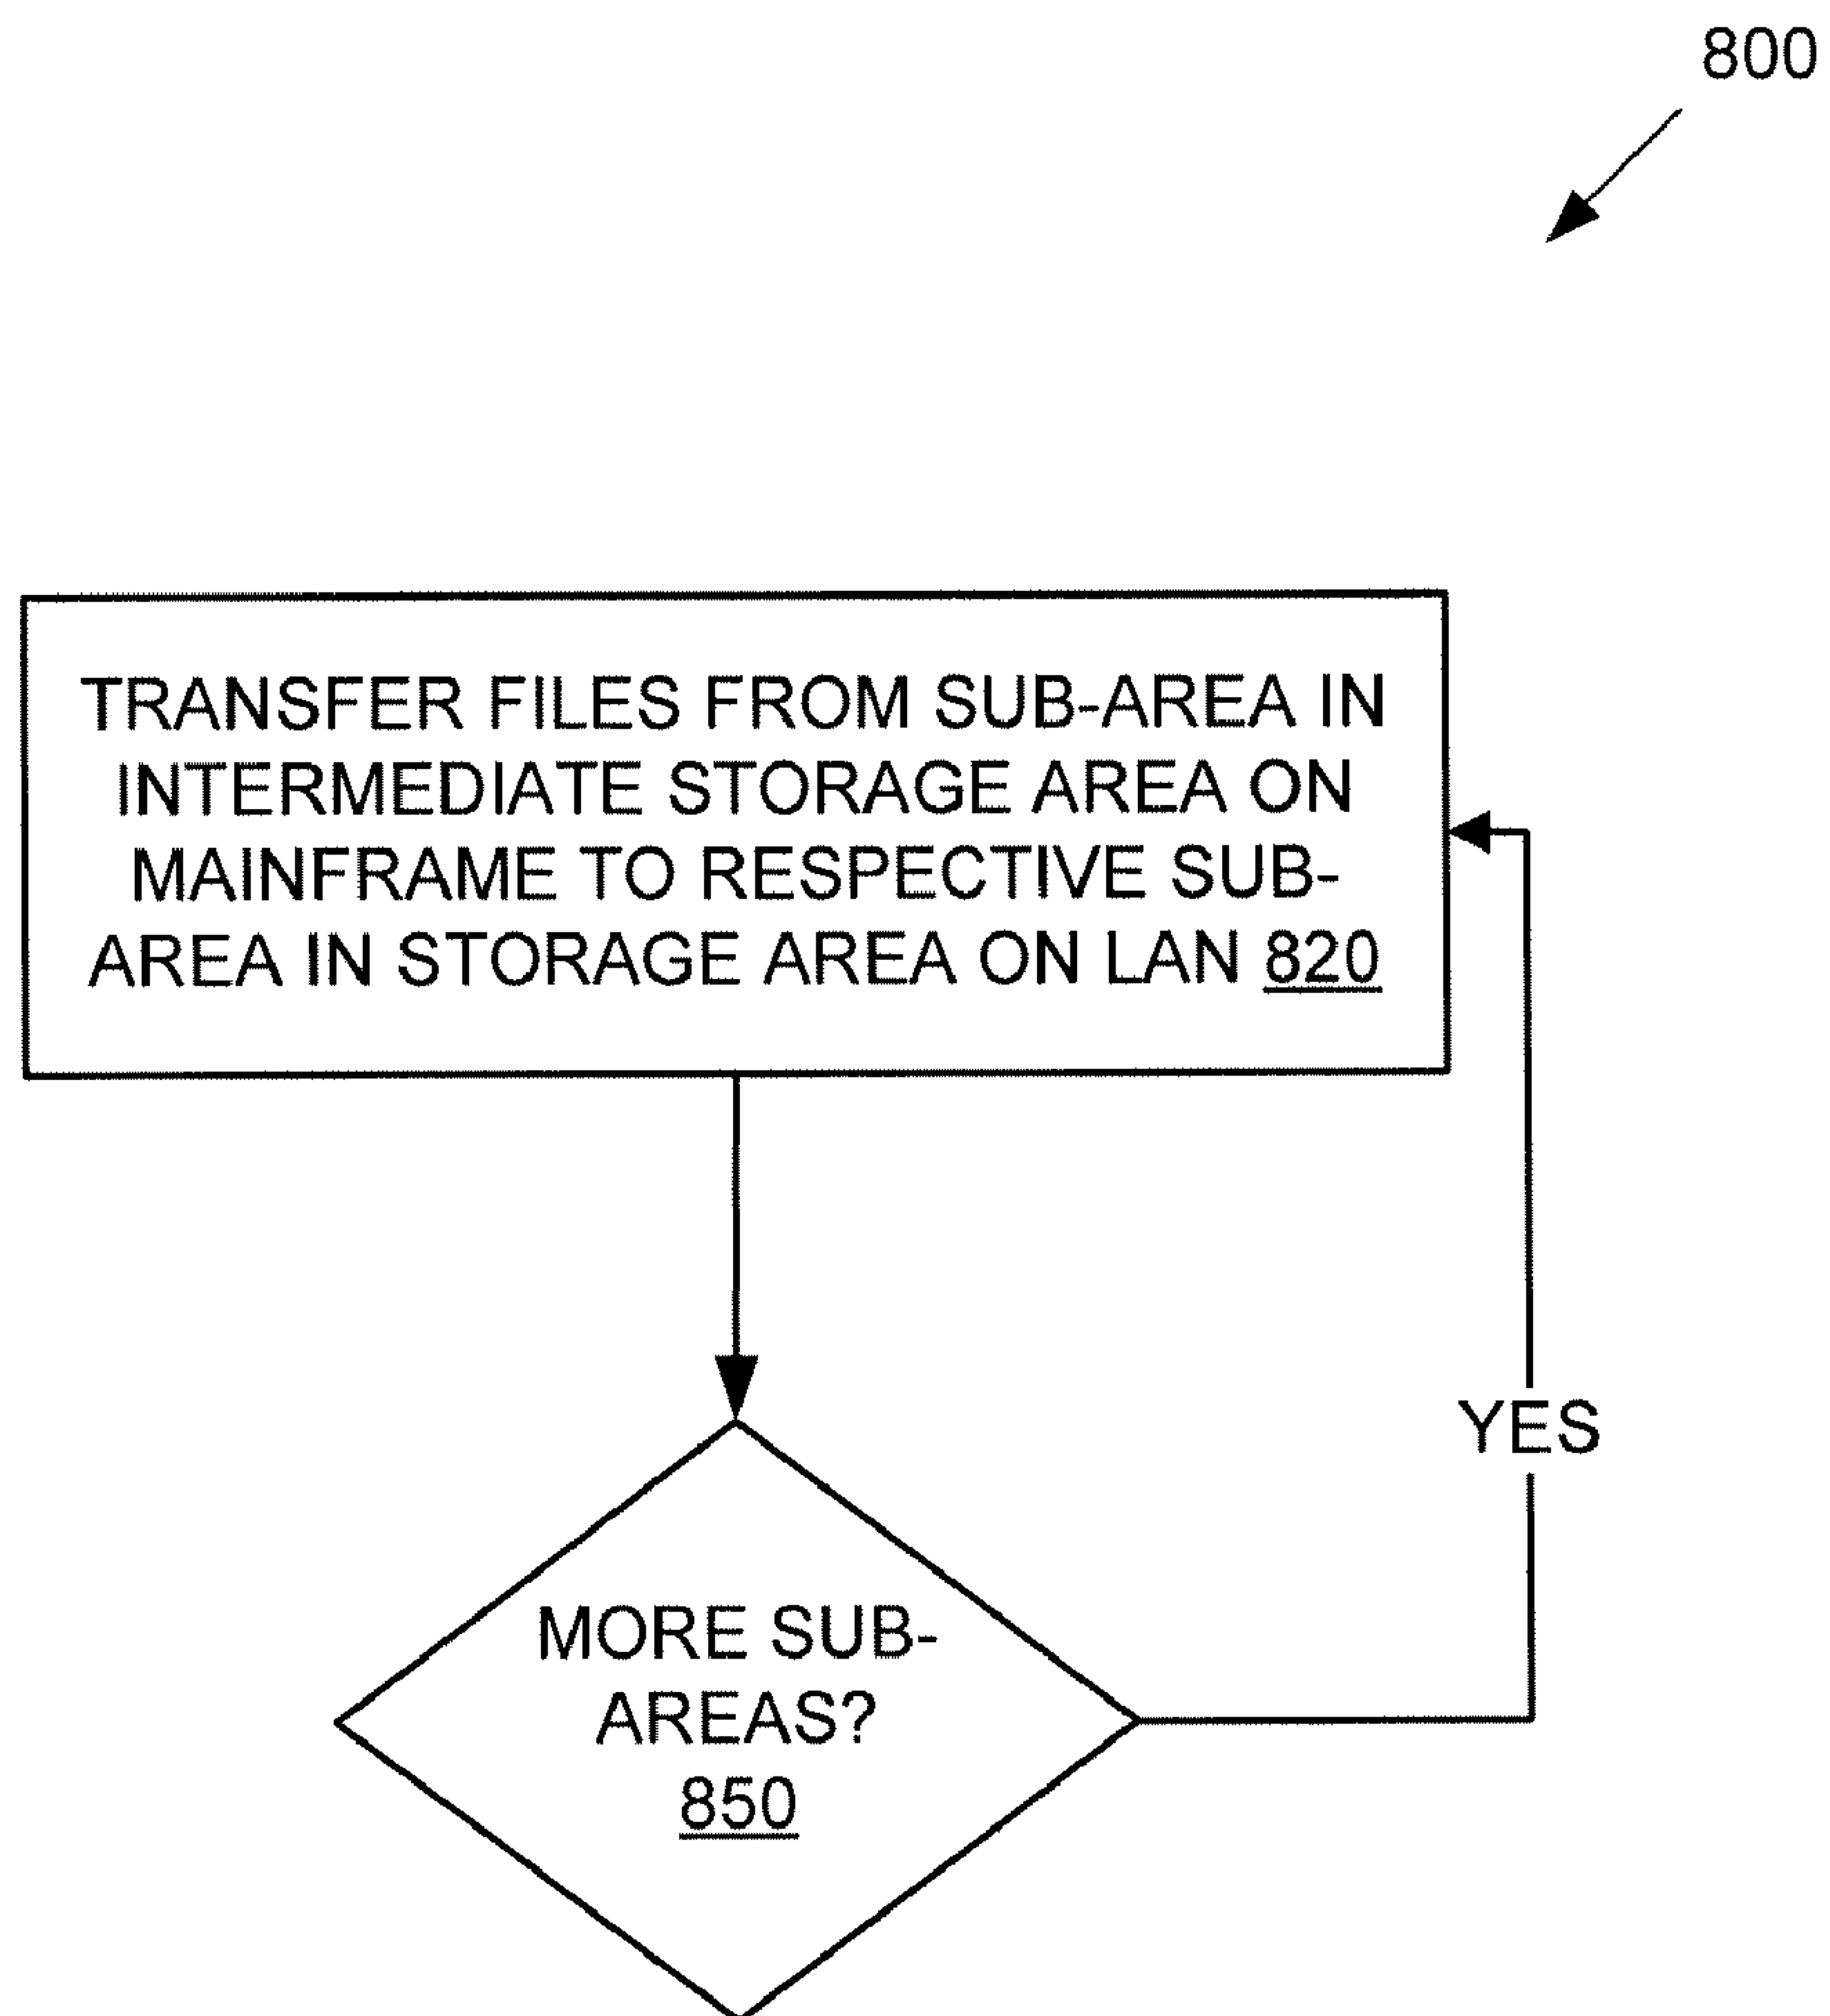 800
TRANSFER FILES FROM SUB-AREA IN
INTERMEDIATE STORAGE AREA ON
MAINFRAME TO RESPECTIVE SUB-
AREA IN STORAGE AREA ON LAN 820
YES
MORE SUB-
AREAS?
850